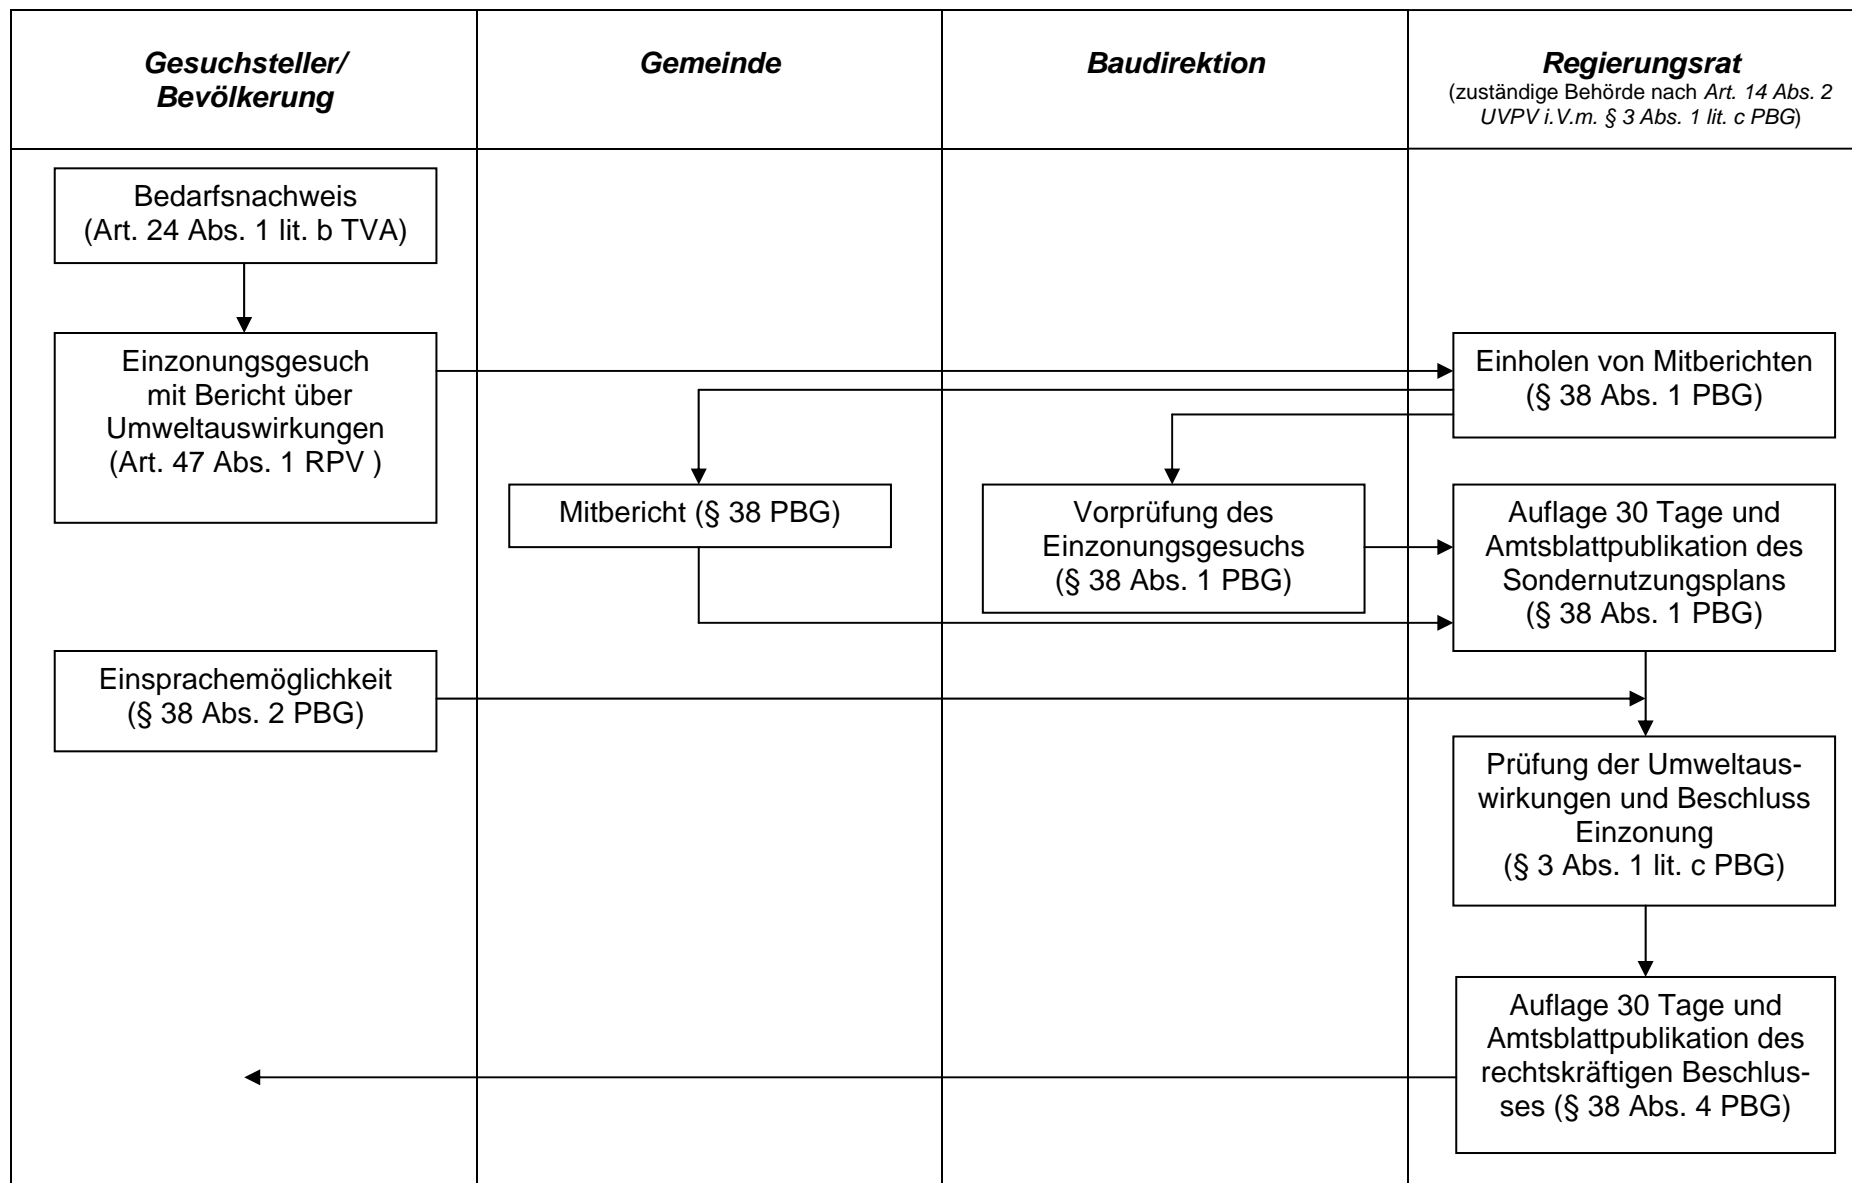 Gesuchsteller/
Bevölkerung
Gemeinde
Baudirektion
Regierungsrat
(zuständige Behörde nach Art. 14 Abs. 2
UVPV i.V.m. § 3 Abs. 1 lit. c PBG)
Bedarfsnachweis
(Art. 24 Abs. 1 lit. b TVA)
Einzonungsgesuch
mit Bericht über
Umweltauswirkungen
(Art. 47 Abs. 1 RPV )
Einholen von Mitberichten
(§ 38 Abs. 1 PBG)
Mitbericht (§ 38 PBG)
Vorprüfung des
Einzonungsgesuchs
(§ 38 Abs. 1 PBG)
Auflage 30 Tage und
Amtsblattpublikation des
Sondernutzungsplans
(§ 38 Abs. 1 PBG)
Einsprachemöglichkeit
(§ 38 Abs. 2 PBG)
Prüfung der Umweltaus-
wirkungen und Beschluss
Einzonung
(§ 3 Abs. 1 lit. c PBG)
Auflage 30 Tage und
Amtsblattpublikation des
rechtskräftigen Beschlus-
ses (§ 38 Abs. 4 PBG)